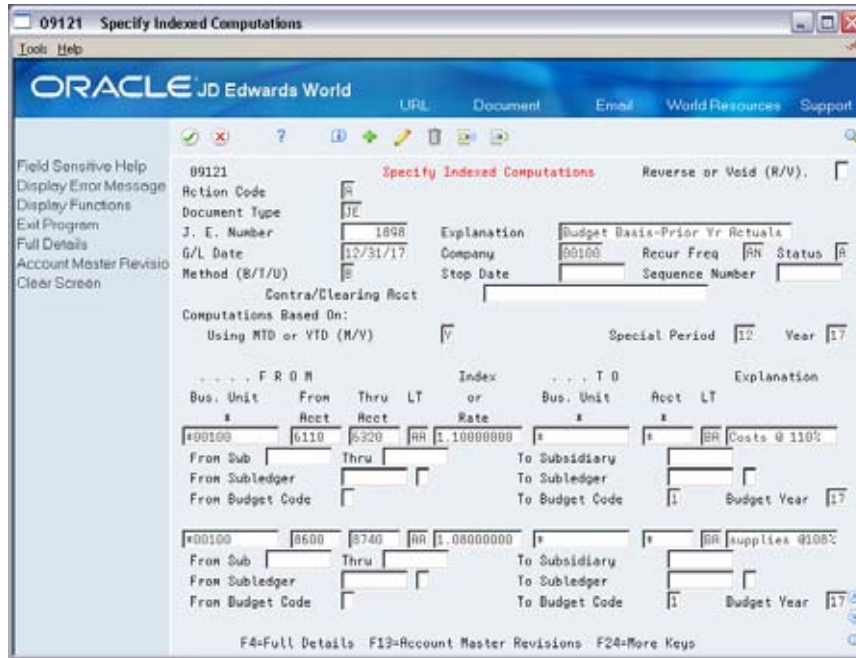 09121 Specify Indexed Computations
Tools Help
ORACLE JD Edwards World
URL Document Email World Resources Support
Field Sensitive Help
Display Error Message
Display Functions
Exit Program
Full Details
Account Master Revisio
Clear Screen
09121 Specify Indexed Computations Reverse or Void (R/V).
Action Code A
Document Type JE
J. E. Number 1898 Explanation Budget Basis-Prior Yr Actuals
G/L Date 12/31/17 Company 00100 Recur Freq AN Status A
Method (B/T/U) B Stop Date Sequence Number
Contra/Clearing Acct
Computations Based On:
Using MTD or YTD (M/Y) Y Special Period 12 Year 17
. . . . F R O M Index . . . T O Explanation
Bus. Unit From Thru LT or Bus. Unit Acct LT
* Acct Acct Rate * *
*00100 6110 6320 AA 1.10000000 * * BA Costs @ 110%
From Sub Thru To Subsidiary
From Subledger To Subledger
From Budget Code To Budget Code 1 Budget Year 17
*00100 8600 8740 AA 1.08000000 * * BA supplies @108%
From Sub Thru To Subsidiary
From Subledger To Subledger
From Budget Code To Budget Code 1 Budget Year 17
F4=Full Details F13=Account Master Revisions F24=More Keys